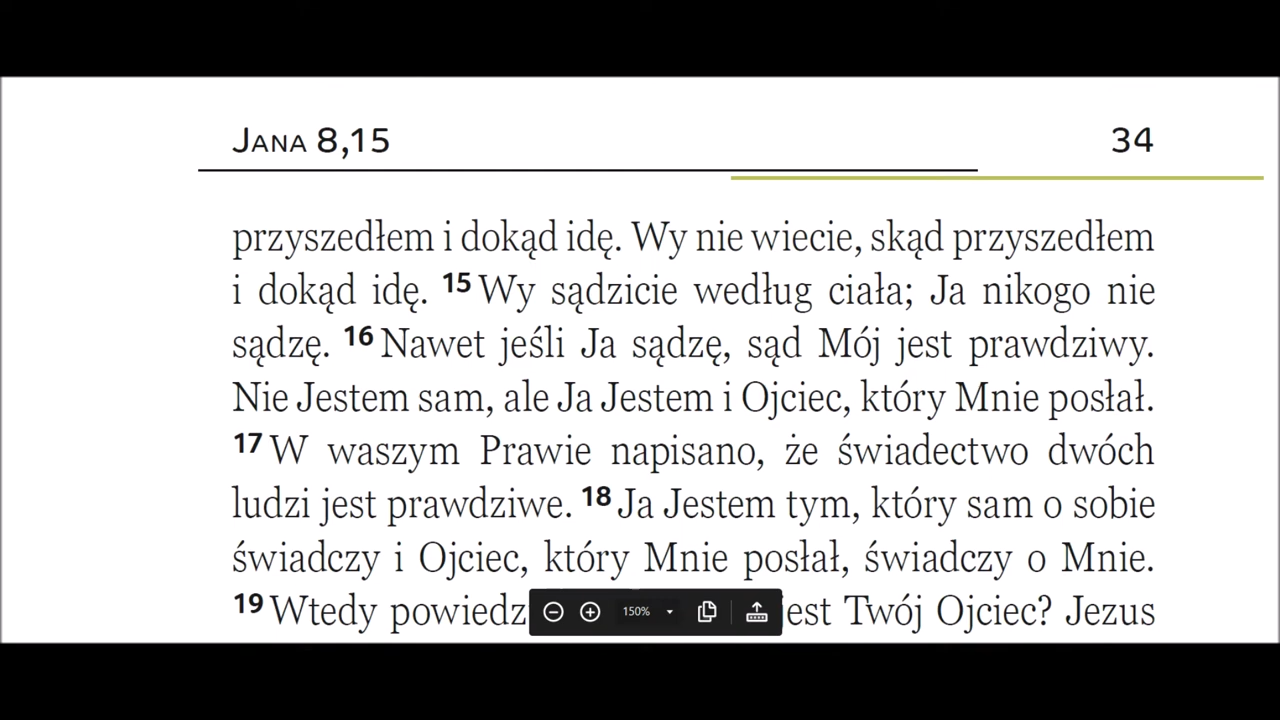 Jana 8,15
34
przyszedłem i dokąd idę. Wy nie wiecie, skąd przyszedłem
i dokąd idę. 15 Wy sądzicie według ciała; Ja nikogo nie
sądzę. 16 Nawet jeśli Ja sądzę, sąd Mój jest prawdziwy.
Nie Jestem sam, ale Ja Jestem i Ojciec, który Mnie posłał.
17 W waszym Prawie napisano, że świadectwo dwóch
ludzi jest prawdziwe. 18 Ja Jestem tym, który sam o sobie
świadczy i Ojciec, który Mnie posłał, świadczy o Mnie.
19 Wtedy jest Twój Ojciec? Jezus
150%